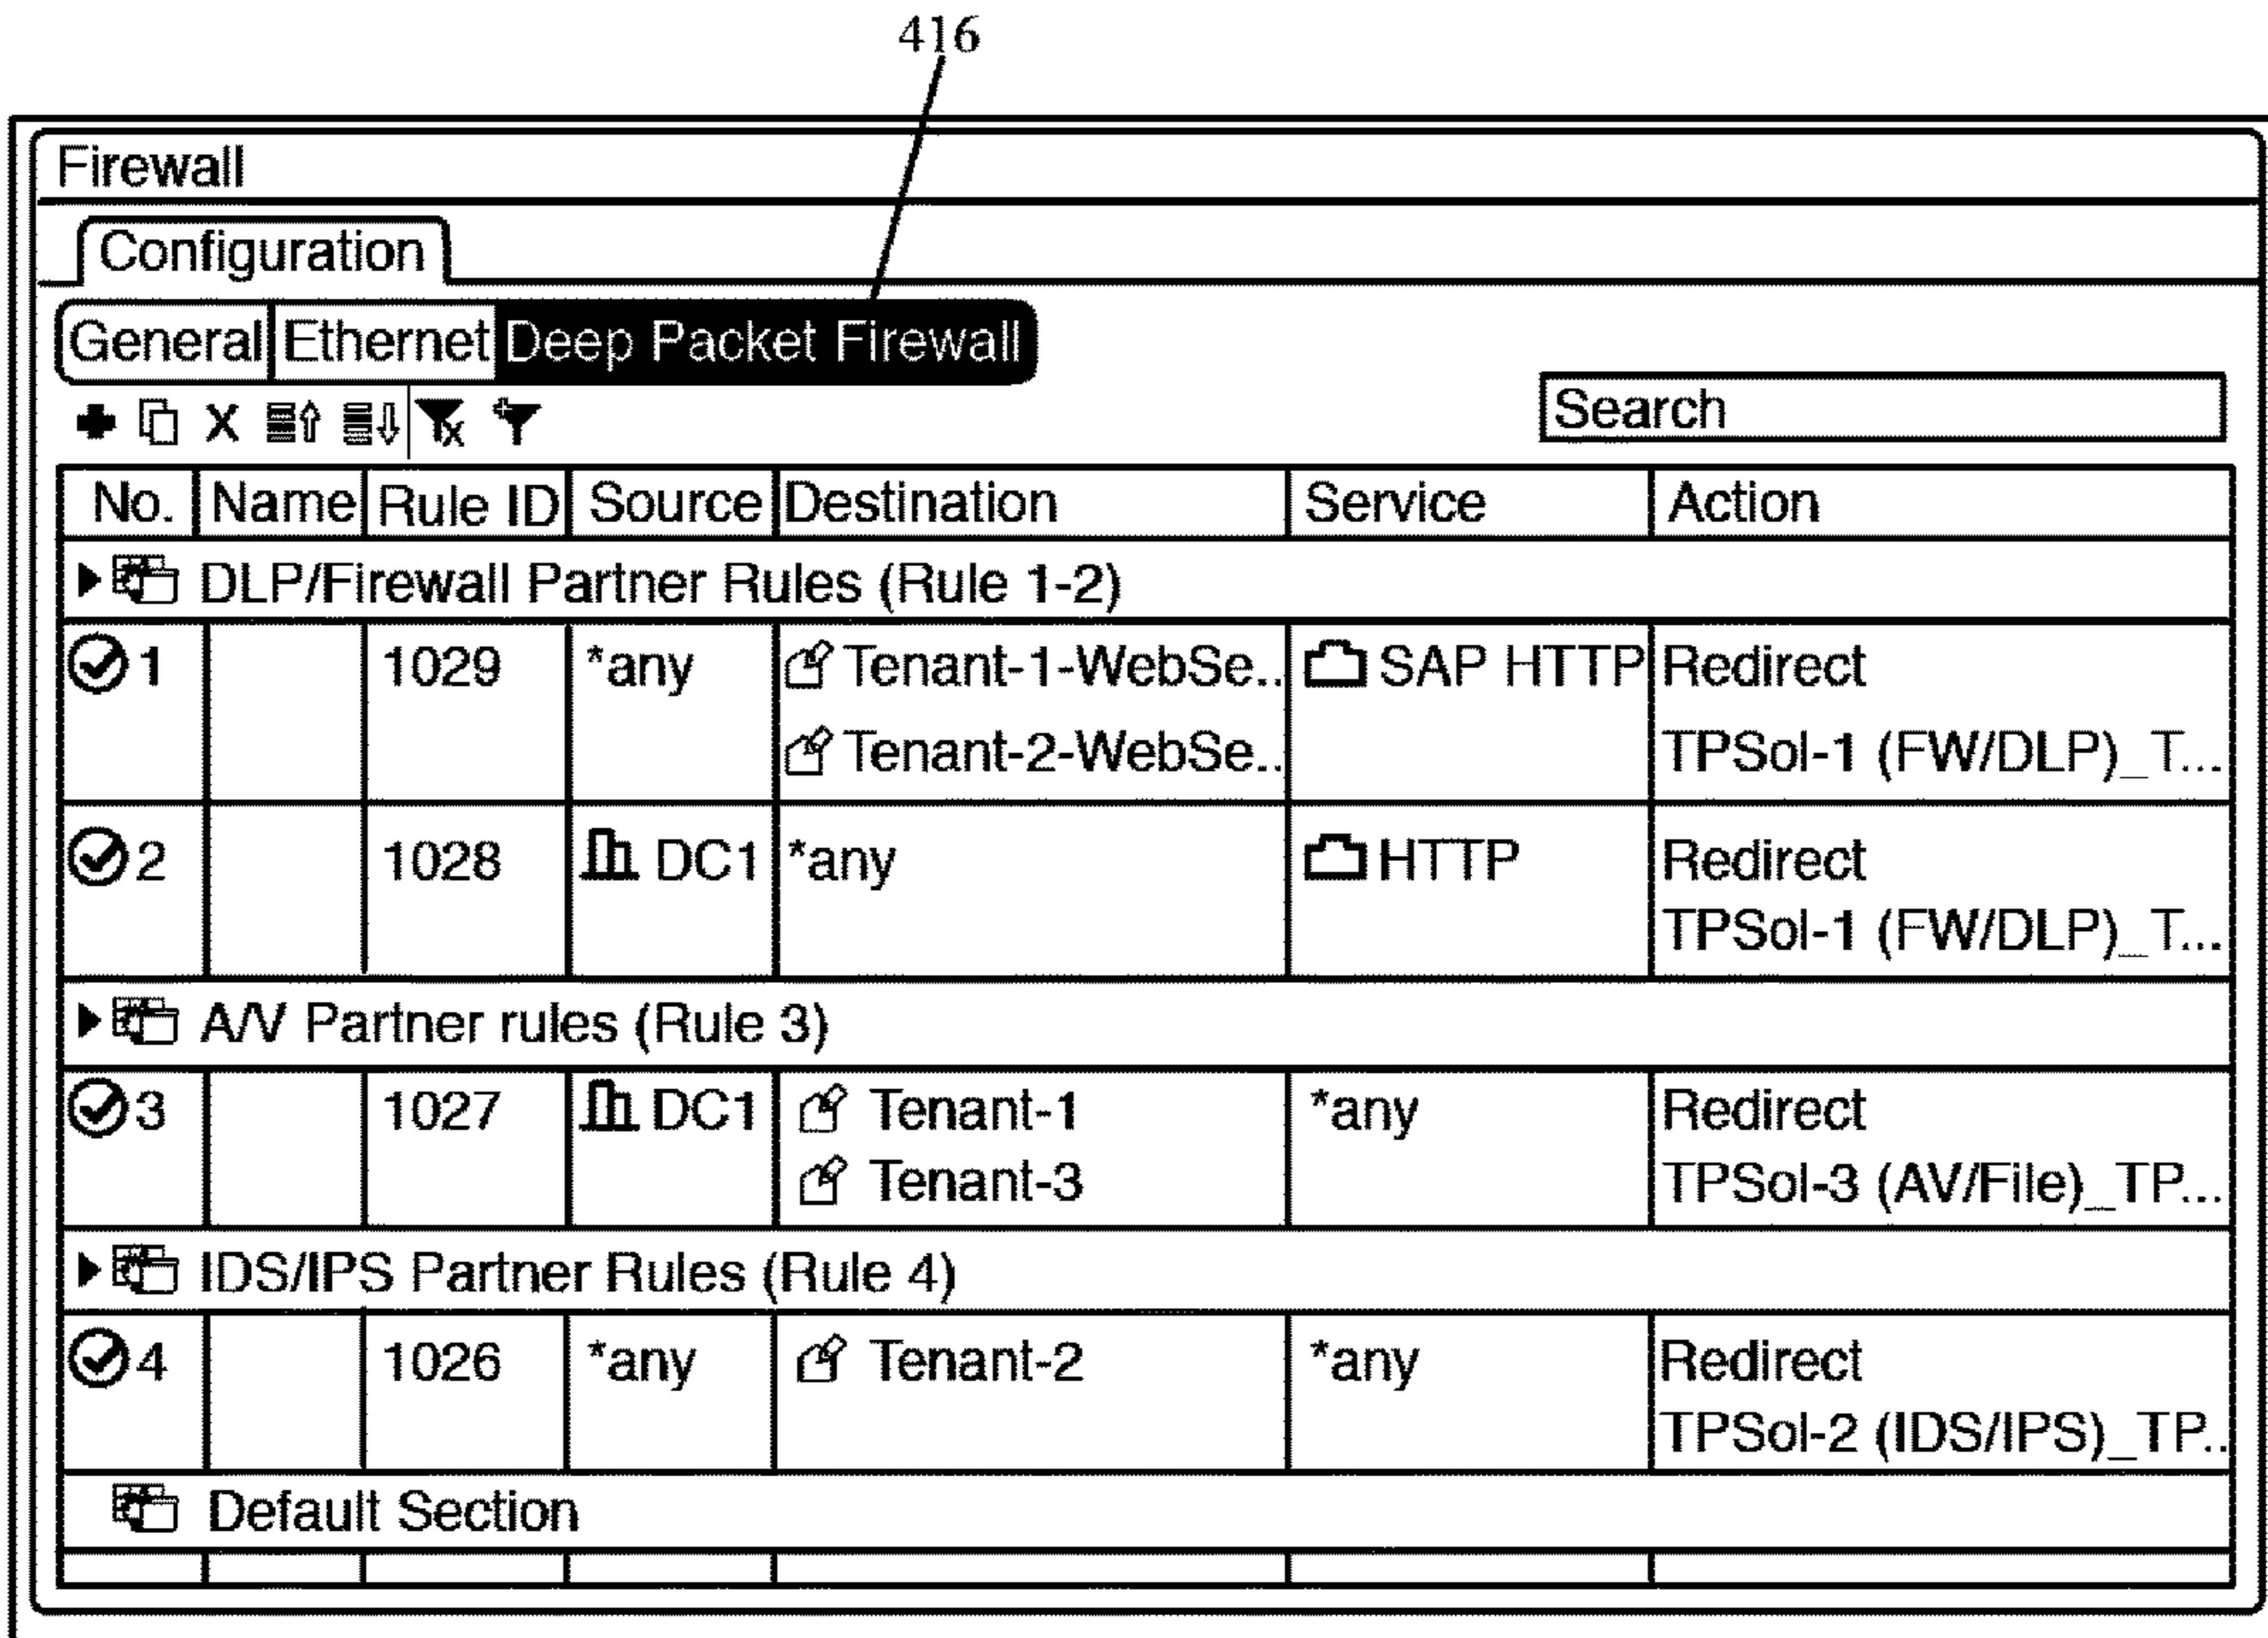 416
Firewall
Configuration
General Ethernet Deep Packet Firewall
Search
No. Name Rule ID Source Destination Service Action
DLP/Firewall Partner Rules (Rule 1-2)
1 1029 *any Tenant-1-WebSe.. SAP HTTP Redirect
Tenant-2-WebSe.. TPSol-1 (FW/DLP)_T...
2 1028 DC1 *any HTTP Redirect
TPSol-1 (FW/DLP)_T...
A/V Partner rules (Rule 3)
3 1027 DC1 Tenant-1 *any Redirect
Tenant-3 TPSol-3 (AV/File)_TP...
IDS/IPS Partner Rules (Rule 4)
4 1026 *any Tenant-2 *any Redirect
TPSol-2 (IDS/IPS)_TP..
Default Section